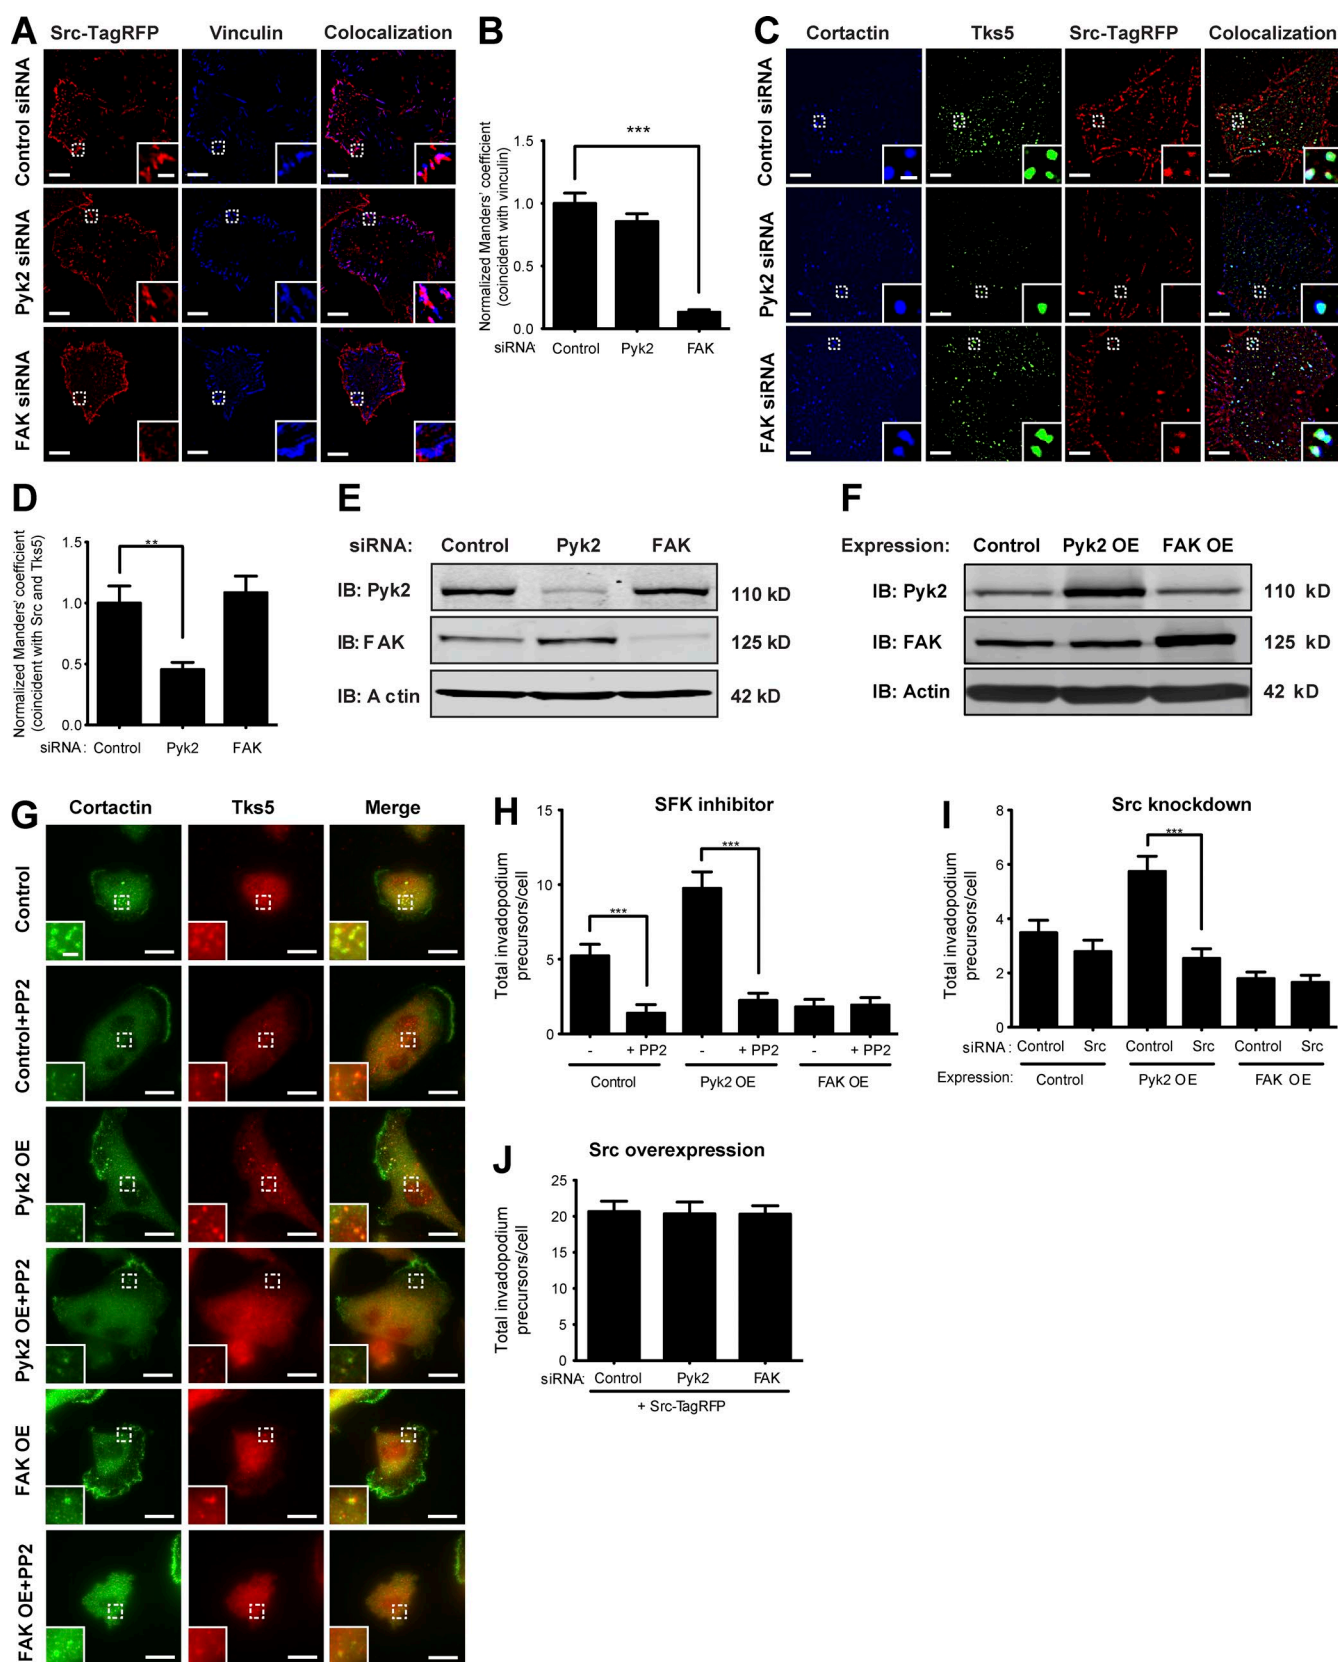 A
Src-TagRFP Vinculin Colocalization
Control siRNA
Pyk2 siRNA
FAK siRNA
B
Normalized Manders' coefficient
(coincident with vinculin)
***
1.5
1.0
0.5
0.0
siRNA: Control Pyk2 FAK
C
Cortactin Tks5 Src-TagRFP Colocalization
Control siRNA
Pyk2 siRNA
FAK siRNA
D
Normalized Manders' coefficient
(coincident with Src and Tks5)
**
1.5
1.0
0.5
0.0
siRNA: Control Pyk2 FAK
E
siRNA: Control Pyk2 FAK
IB: Pyk2 110 kD
IB: FAK 125 kD
IB: Actin 42 kD
F
Expression: Control Pyk2 OE FAK OE
IB: Pyk2 110 kD
IB: FAK 125 kD
IB: Actin 42 kD
G
Cortactin Tks5 Merge
Control
Control+PP2
Pyk2 OE
Pyk2 OE+PP2
FAK OE
FAK OE+PP2
H
SFK inhibitor
Total invadopodium
precursors/cell
15
10
5
0
*** ***
- + PP2 - + PP2 - + PP2
Control Pyk2 OE FAK OE
I
Src knockdown
Total invadopodium
precursors/cell
8
6
4
2
0
***
siRNA: Control Src Control Src Control Src
Expression: Control Pyk2 OE FAK OE
J
Src overexpression
Total invadopodium
precursors/cell
25
20
15
10
5
0
siRNA: Control Pyk2 FAK
+ Src-TagRFP